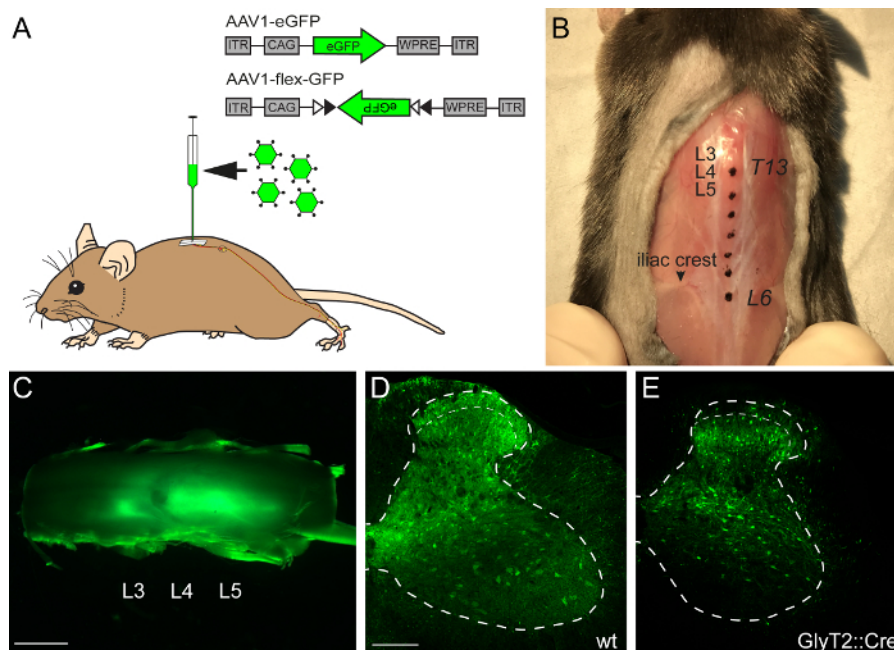 A
AAV1-eGFP
ITR CAG eGFP WPRE ITR
AAV1-flex-GFP
ITR CAG eGFP WPRE ITR
B
L3
L4
L5
T13
iliac crest
L6
C
L3 L4 L5
D
wt
E
GlyT2::Cre